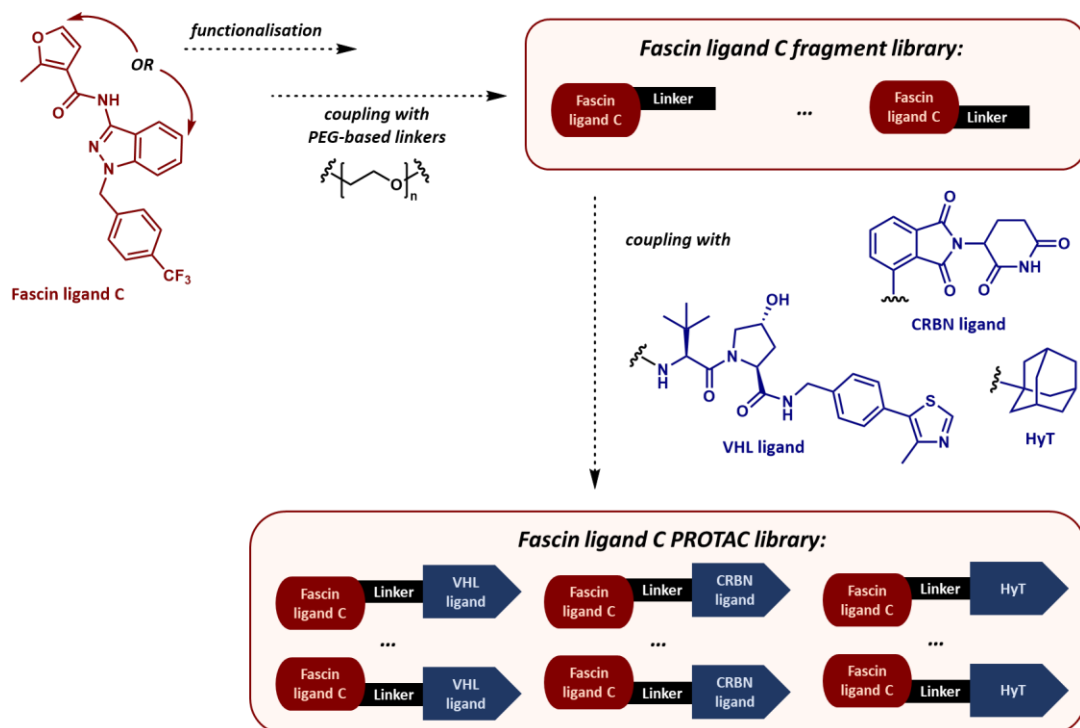 functionalisation
OR
coupling with
PEG-based linkers
n
O
O
NH
N
N
CF3
Fascin ligand C
O
Fascin ligand C fragment library:
Fascin
ligand C
Linker
...
Fascin
ligand C
Linker
coupling with
O
O
N
O
O
NH
O
CRBN ligand
OH
N
H
O
N
O
N
H
S
N
VHL ligand
HyT
Fascin ligand C PROTAC library:
Fascin
ligand C
Linker
VHL
ligand
Fascin
ligand C
Linker
CRBN
ligand
Fascin
ligand C
Linker
HyT
...
...
...
Fascin
ligand C
Linker
VHL
ligand
Fascin
ligand C
Linker
CRBN
ligand
Fascin
ligand C
Linker
HyT